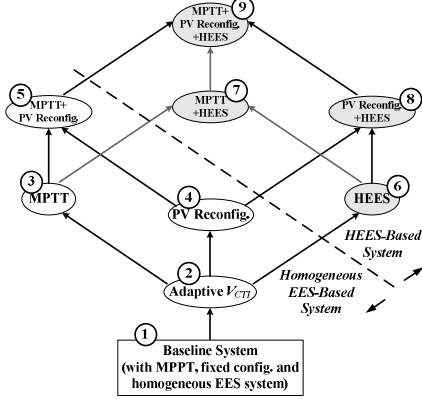 9
MPTT+
PV Reconfig.
+HEES
5
MPTT+
PV Reconfig.
7
MPTT
+HEES
8
PV Reconfig.
+HEES
3
MPTT
4
PV Reconfig.
6
HEES
HEES-Based
System
2
Adaptive V_CTI
Homogeneous
EES-Based
System
1
Baseline System
(with MPPT, fixed config. and
homogeneous EES system)